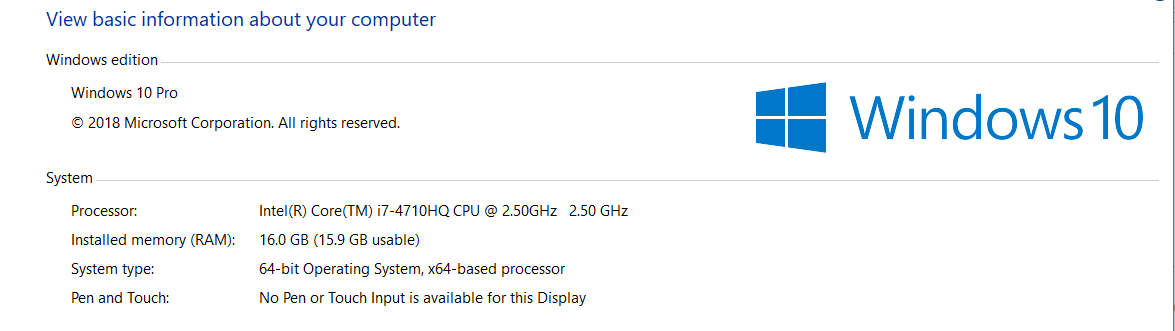 View basic information about your computer
Windows edition
Windows 10 Pro
© 2018 Microsoft Corporation. All rights reserved.
Windows 10
System
Processor: Intel(R) Core(TM) i7-4710HQ CPU @ 2.50GHz 2.50 GHz
Installed memory (RAM): 16.0 GB (15.9 GB usable)
System type: 64-bit Operating System, x64-based processor
Pen and Touch: No Pen or Touch Input is available for this Display